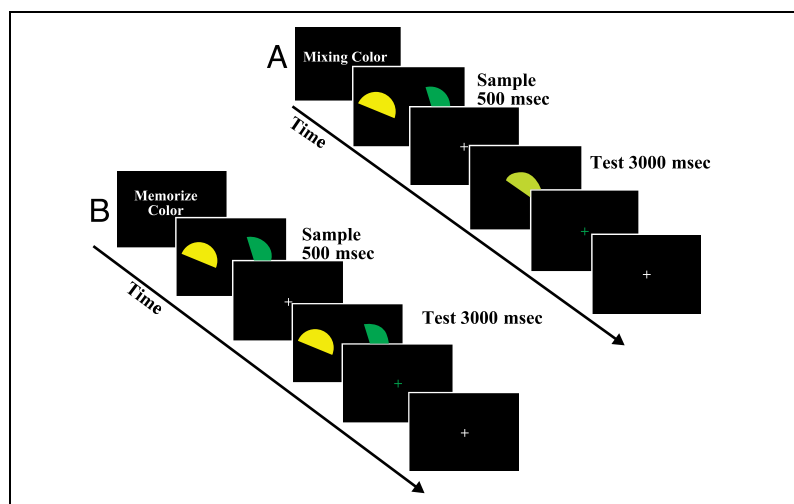 A
Mixing Color
Sample
500 msec
Time
Test 3000 msec
B
Memorize
Color
Sample
500 msec
Time
Test 3000 msec